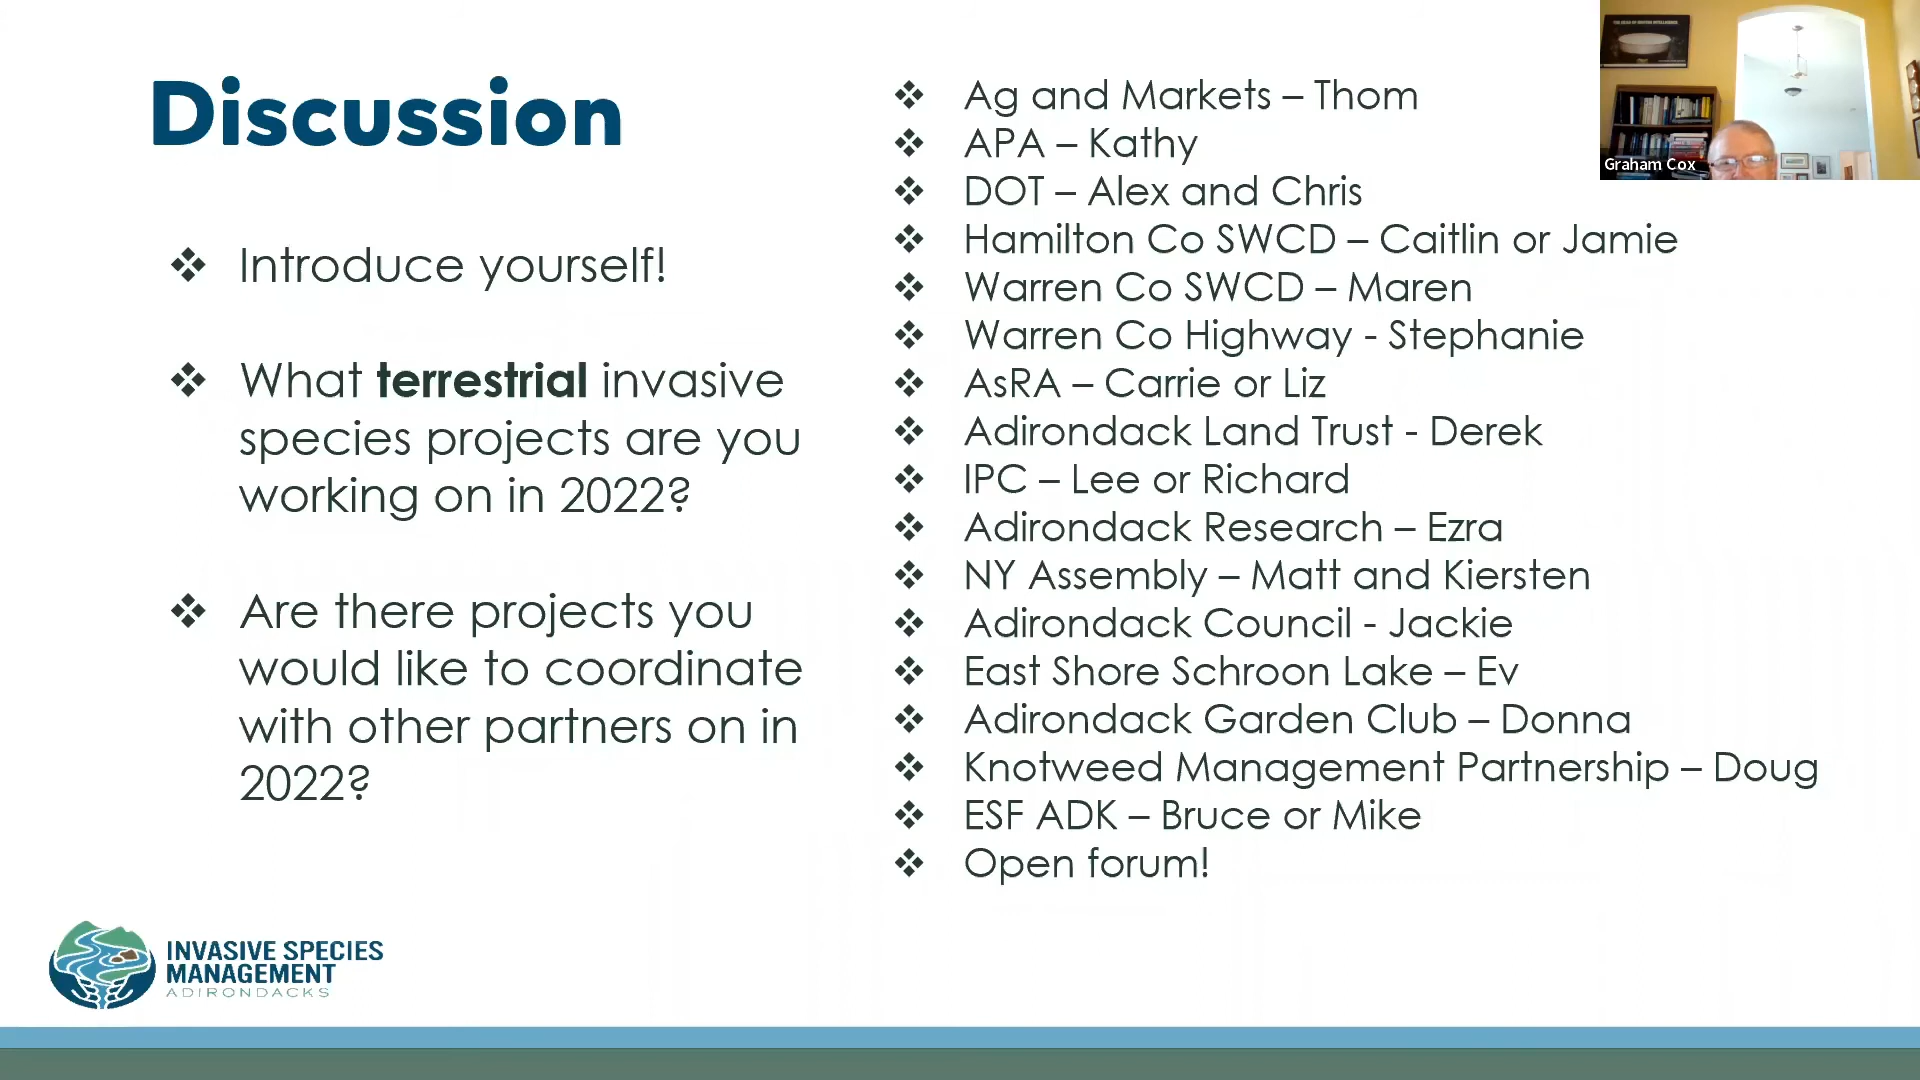 Discussion
Introduce yourself!
What terrestrial invasive
species projects are you
working on in 2022?
Are there projects you
would like to coordinate
with other partners on in
2022?
Ag and Markets – Thom
APA – Kathy
DOT – Alex and Chris
Hamilton Co SWCD – Caitlin or Jamie
Warren Co SWCD – Maren
Warren Co Highway - Stephanie
AsRA – Carrie or Liz
Adirondack Land Trust - Derek
IPC – Lee or Richard
Adirondack Research – Ezra
NY Assembly – Matt and Kiersten
Adirondack Council - Jackie
East Shore Schroon Lake – Ev
Adirondack Garden Club – Donna
Knotweed Management Partnership – Doug
ESF ADK – Bruce or Mike
Open forum!
Graham Cox
INVASIVE SPECIES
MANAGEMENT
ADIRONDACKS